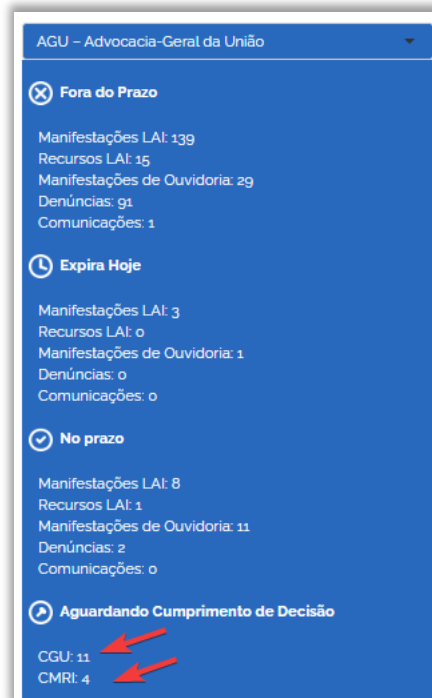 AGU – Advocacia-Geral da União
Fora do Prazo
Manifestações LAI: 139
Recursos LAI: 15
Manifestações de Ouvidoria: 29
Denúncias: 91
Comunicações: 1
Expira Hoje
Manifestações LAI: 3
Recursos LAI: 0
Manifestações de Ouvidoria: 1
Denúncias: 0
Comunicações: 0
No prazo
Manifestações LAI: 8
Recursos LAI: 1
Manifestações de Ouvidoria: 11
Denúncias: 2
Comunicações: 0
Aguardando Cumprimento de Decisão
CGU: 11
CMRI: 4